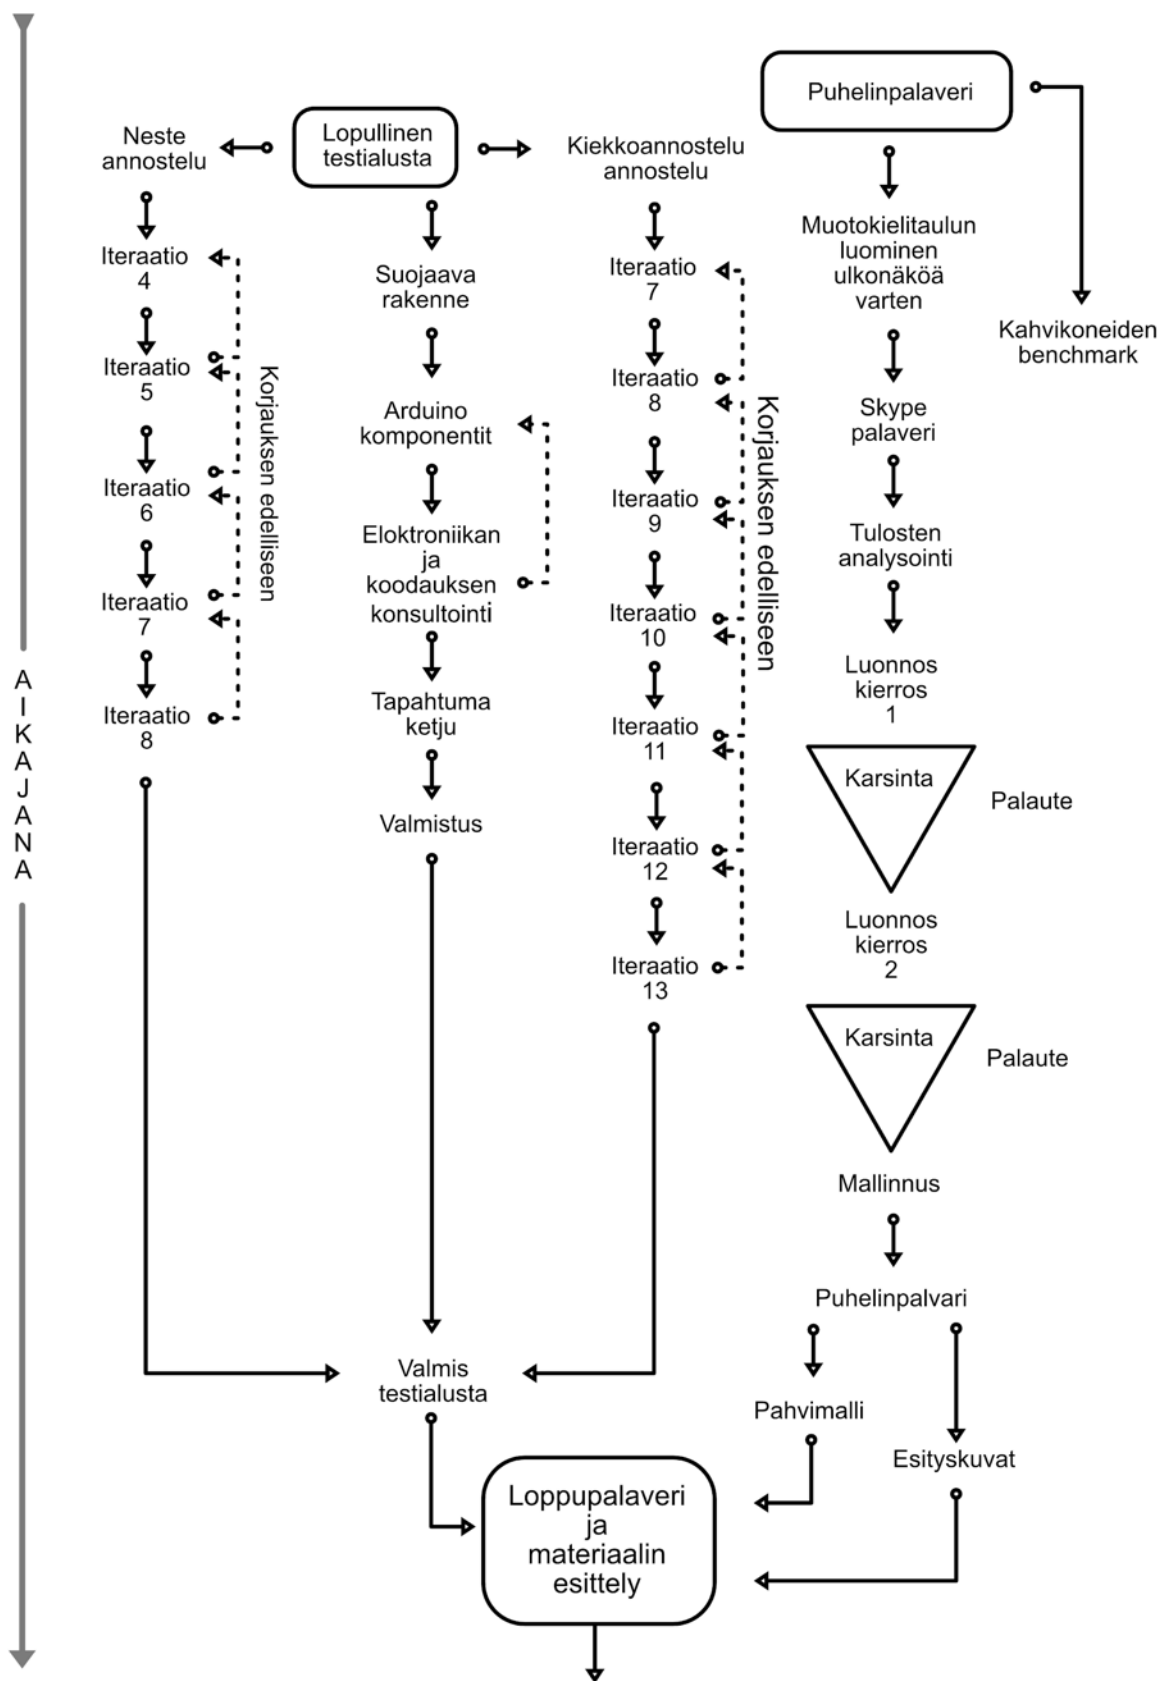 AIKAJANA
Neste
annostelu
Iteraatio
4
Iteraatio
5
Iteraatio
6
Iteraatio
7
Iteraatio
8
Korjauksen edelliseen
Lopullinen
testialusta
Suojaava
rakenne
Arduino
komponentit
Eloktroniikan
ja
koodauksen
konsultointi
Tapahtuma
ketju
Valmistus
Valmis
testialusta
Kiekkoannostelu
annostelu
Iteraatio
7
Iteraatio
8
Iteraatio
9
Iteraatio
10
Iteraatio
11
Iteraatio
12
Iteraatio
13
Korjauksen edelliseen
Puhelinpalaveri
Muotokielitaulun
luominen
ulkonäköä
varten
Kahvikoneiden
benchmark
Skype
palaveri
Tulosten
analysointi
Luonnos
kierros
1
Karsinta
Palaute
Luonnos
kierros
2
Karsinta
Palaute
Mallinnus
Puhelinpalvari
Pahvimalli
Esityskuvat
Loppupalaveri
ja
materiaalin
esittely